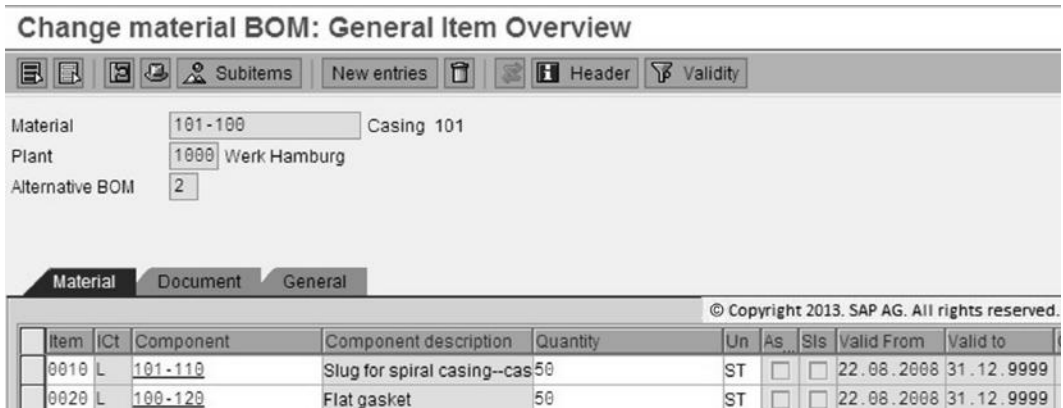 Change material BOM: General Item Overview
Subitems New entries Header Validity
Material 101-100 Casing 101
Plant 1000 Werk Hamburg
Alternative BOM 2
Material Document General
© Copyright 2013. SAP AG. All rights reserved.
Item ICt Component Component description Quantity Un As... SIs Valid From Valid to
0010 L 101-110 Slug for spiral casing--cas 50 ST 22.08.2008 31.12.9999
0020 L 100-120 Flat gasket 50 ST 22.08.2008 31.12.9999